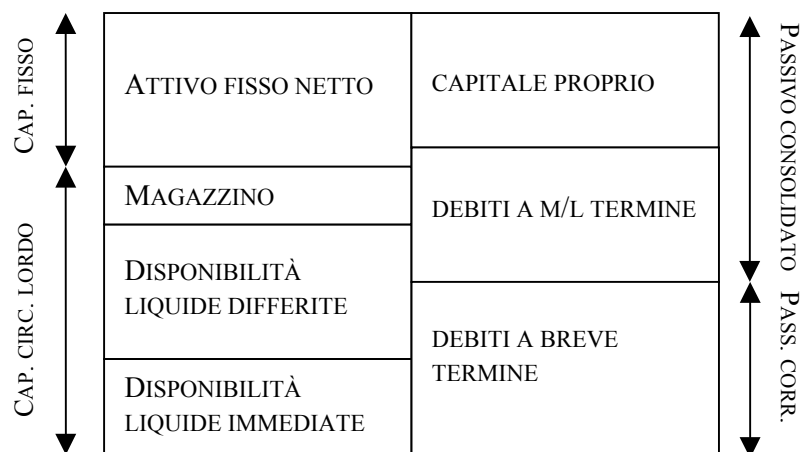 CAP. FISSO
CAP. CIRC. LORDO
ATTIVO FISSO NETTO
MAGAZZINO
DISPONIBILITÀ
LIQUIDE DIFFERITE
DISPONIBILITÀ
LIQUIDE IMMEDIATE
CAPITALE PROPRIO
DEBITI A M/L TERMINE
DEBITI A BREVE
TERMINE
PASSIVO CONSOLIDATO
PASS. CORR.